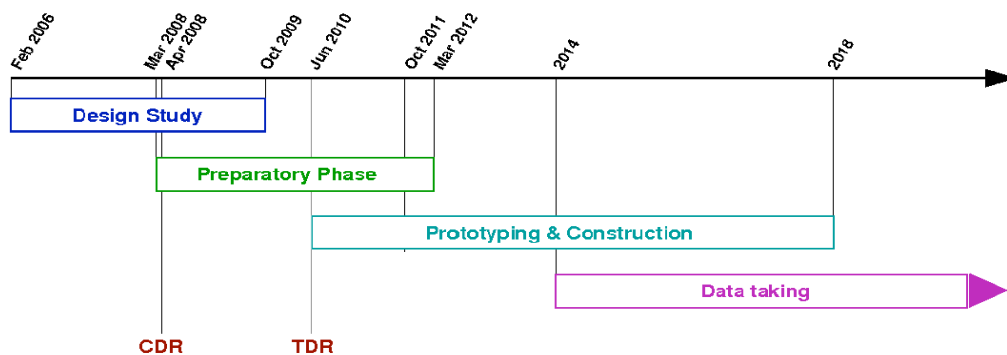 Feb 2006
Mar 2008
Apr 2008
Oct 2009
Jun 2010
Oct 2011
Mar 2012
2014
2018
Design Study
Preparatory Phase
Prototyping & Construction
Data taking
CDR
TDR